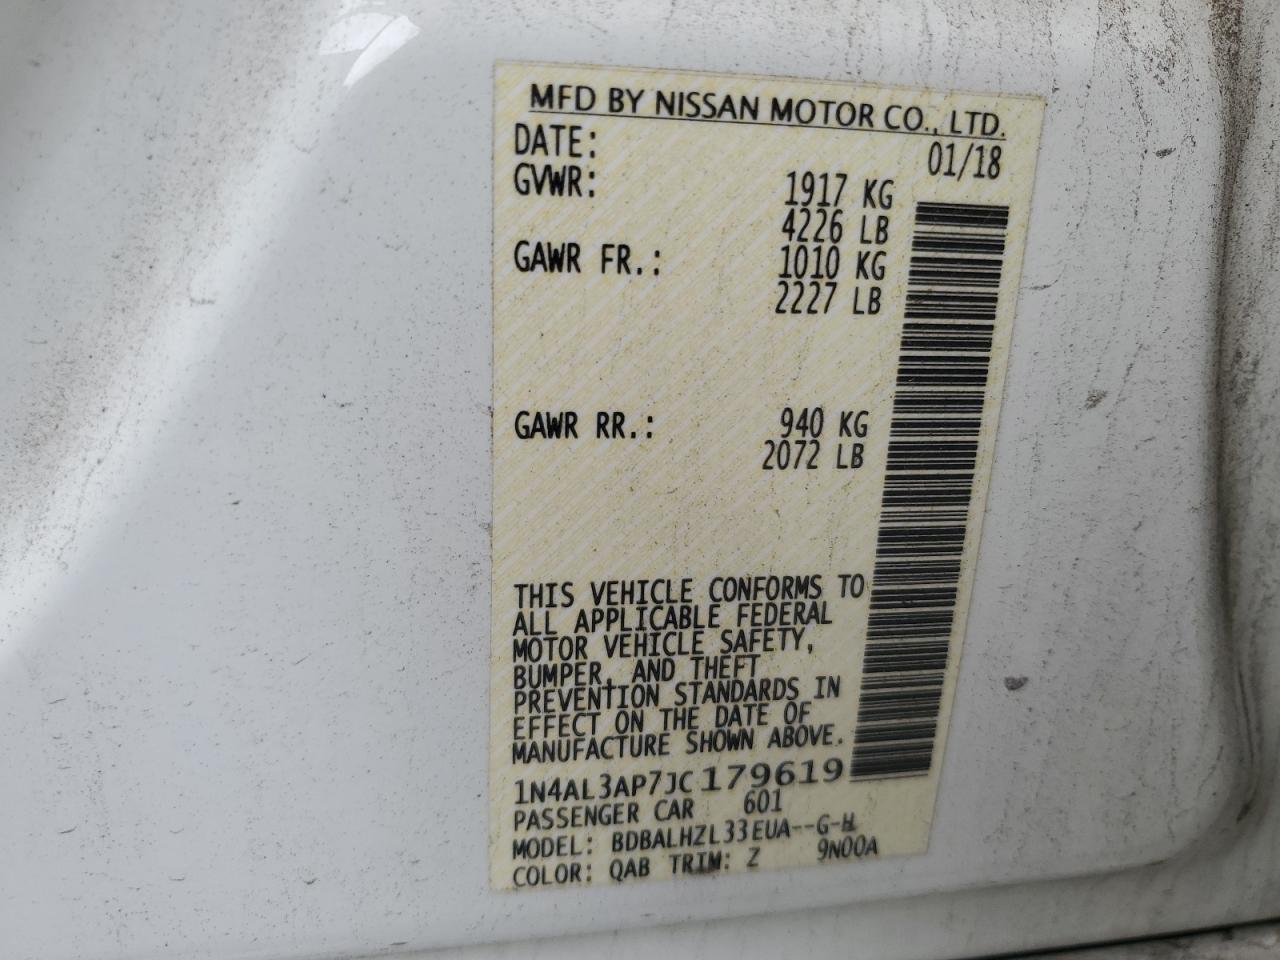 MFD BY NISSAN MOTOR CO., LTD.
DATE: 01/18
GVWR: 1917 KG
4226 LB
GAWR FR.: 1010 KG
2227 LB
GAWR RR.: 940 KG
2072 LB
THIS VEHICLE CONFORMS TO
ALL APPLICABLE FEDERAL
MOTOR VEHICLE SAFETY,
BUMPER, AND THEFT
PREVENTION STANDARDS IN
EFFECT ON THE DATE OF
MANUFACTURE SHOWN ABOVE.
1N4AL3AP7JC179619
PASSENGER CAR 601
MODEL: BDBALHZL33EUA--G-H
COLOR: QAB TRIM: Z 9N00A